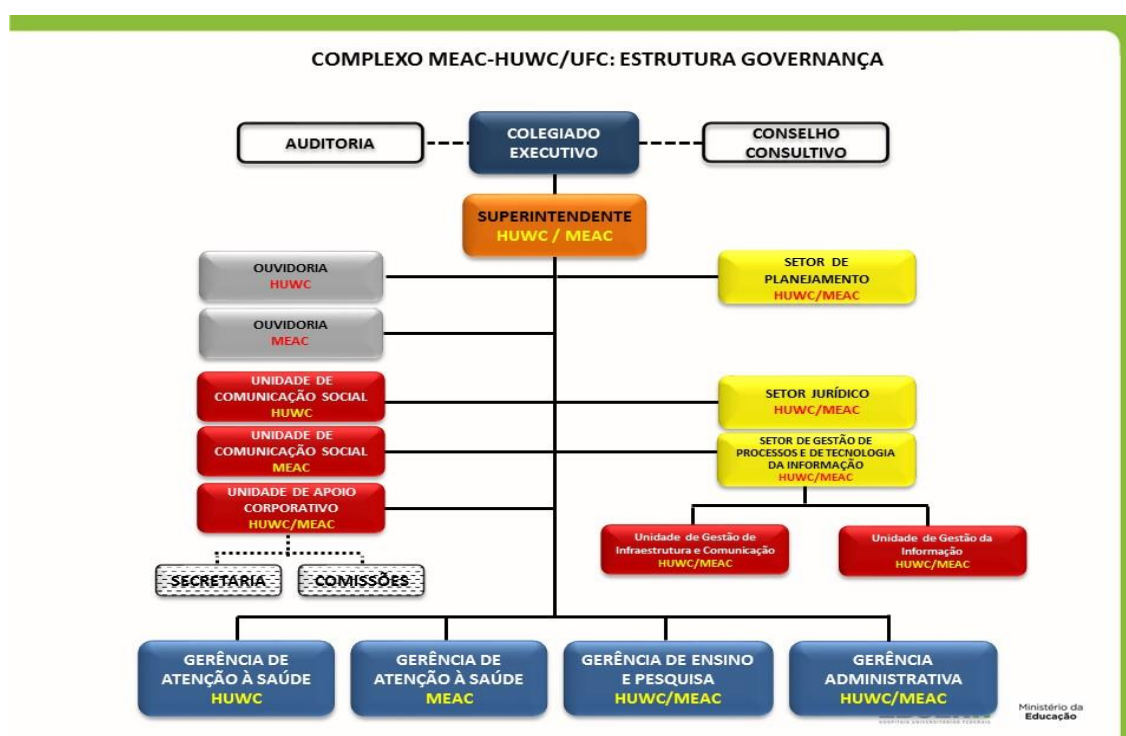 COMPLEXO MEAC-HUWC/UFC: ESTRUTURA GOVERNANÇA
AUDITORIA
COLEGIADO
EXECUTIVO
CONSELHO
CONSULTIVO
SUPERINTENDENTE
HUWC / MEAC
OUVIDORIA
HUWC
SETOR DE
PLANEJAMENTO
HUWC/MEAC
OUVIDORIA
MEAC
UNIDADE DE
COMUNICAÇÃO SOCIAL
HUWC
SETOR JURÍDICO
HUWC/MEAC
UNIDADE DE
COMUNICAÇÃO SOCIAL
MEAC
SETOR DE GESTÃO DE
PROCESSOS E DE TECNOLOGIA
DA INFORMAÇÃO
HUWC/MEAC
UNIDADE DE APOIO
CORPORATIVO
HUWC/MEAC
Unidade de Gestão de
Infraestrutura e Comunicação
HUWC/MEAC
Unidade de Gestão da
Informação
HUWC/MEAC
SECRETARIA
COMISSÕES
GERÊNCIA DE
ATENÇÃO À SAÚDE
HUWC
GERÊNCIA DE
ATENÇÃO À SAÚDE
MEAC
GERÊNCIA DE ENSINO
E PESQUISA
HUWC/MEAC
GERÊNCIA
ADMINISTRATIVA
HUWC/MEAC
HOSPITAIS UNIVERSITÁRIOS FEDERAIS
Ministério da
Educação